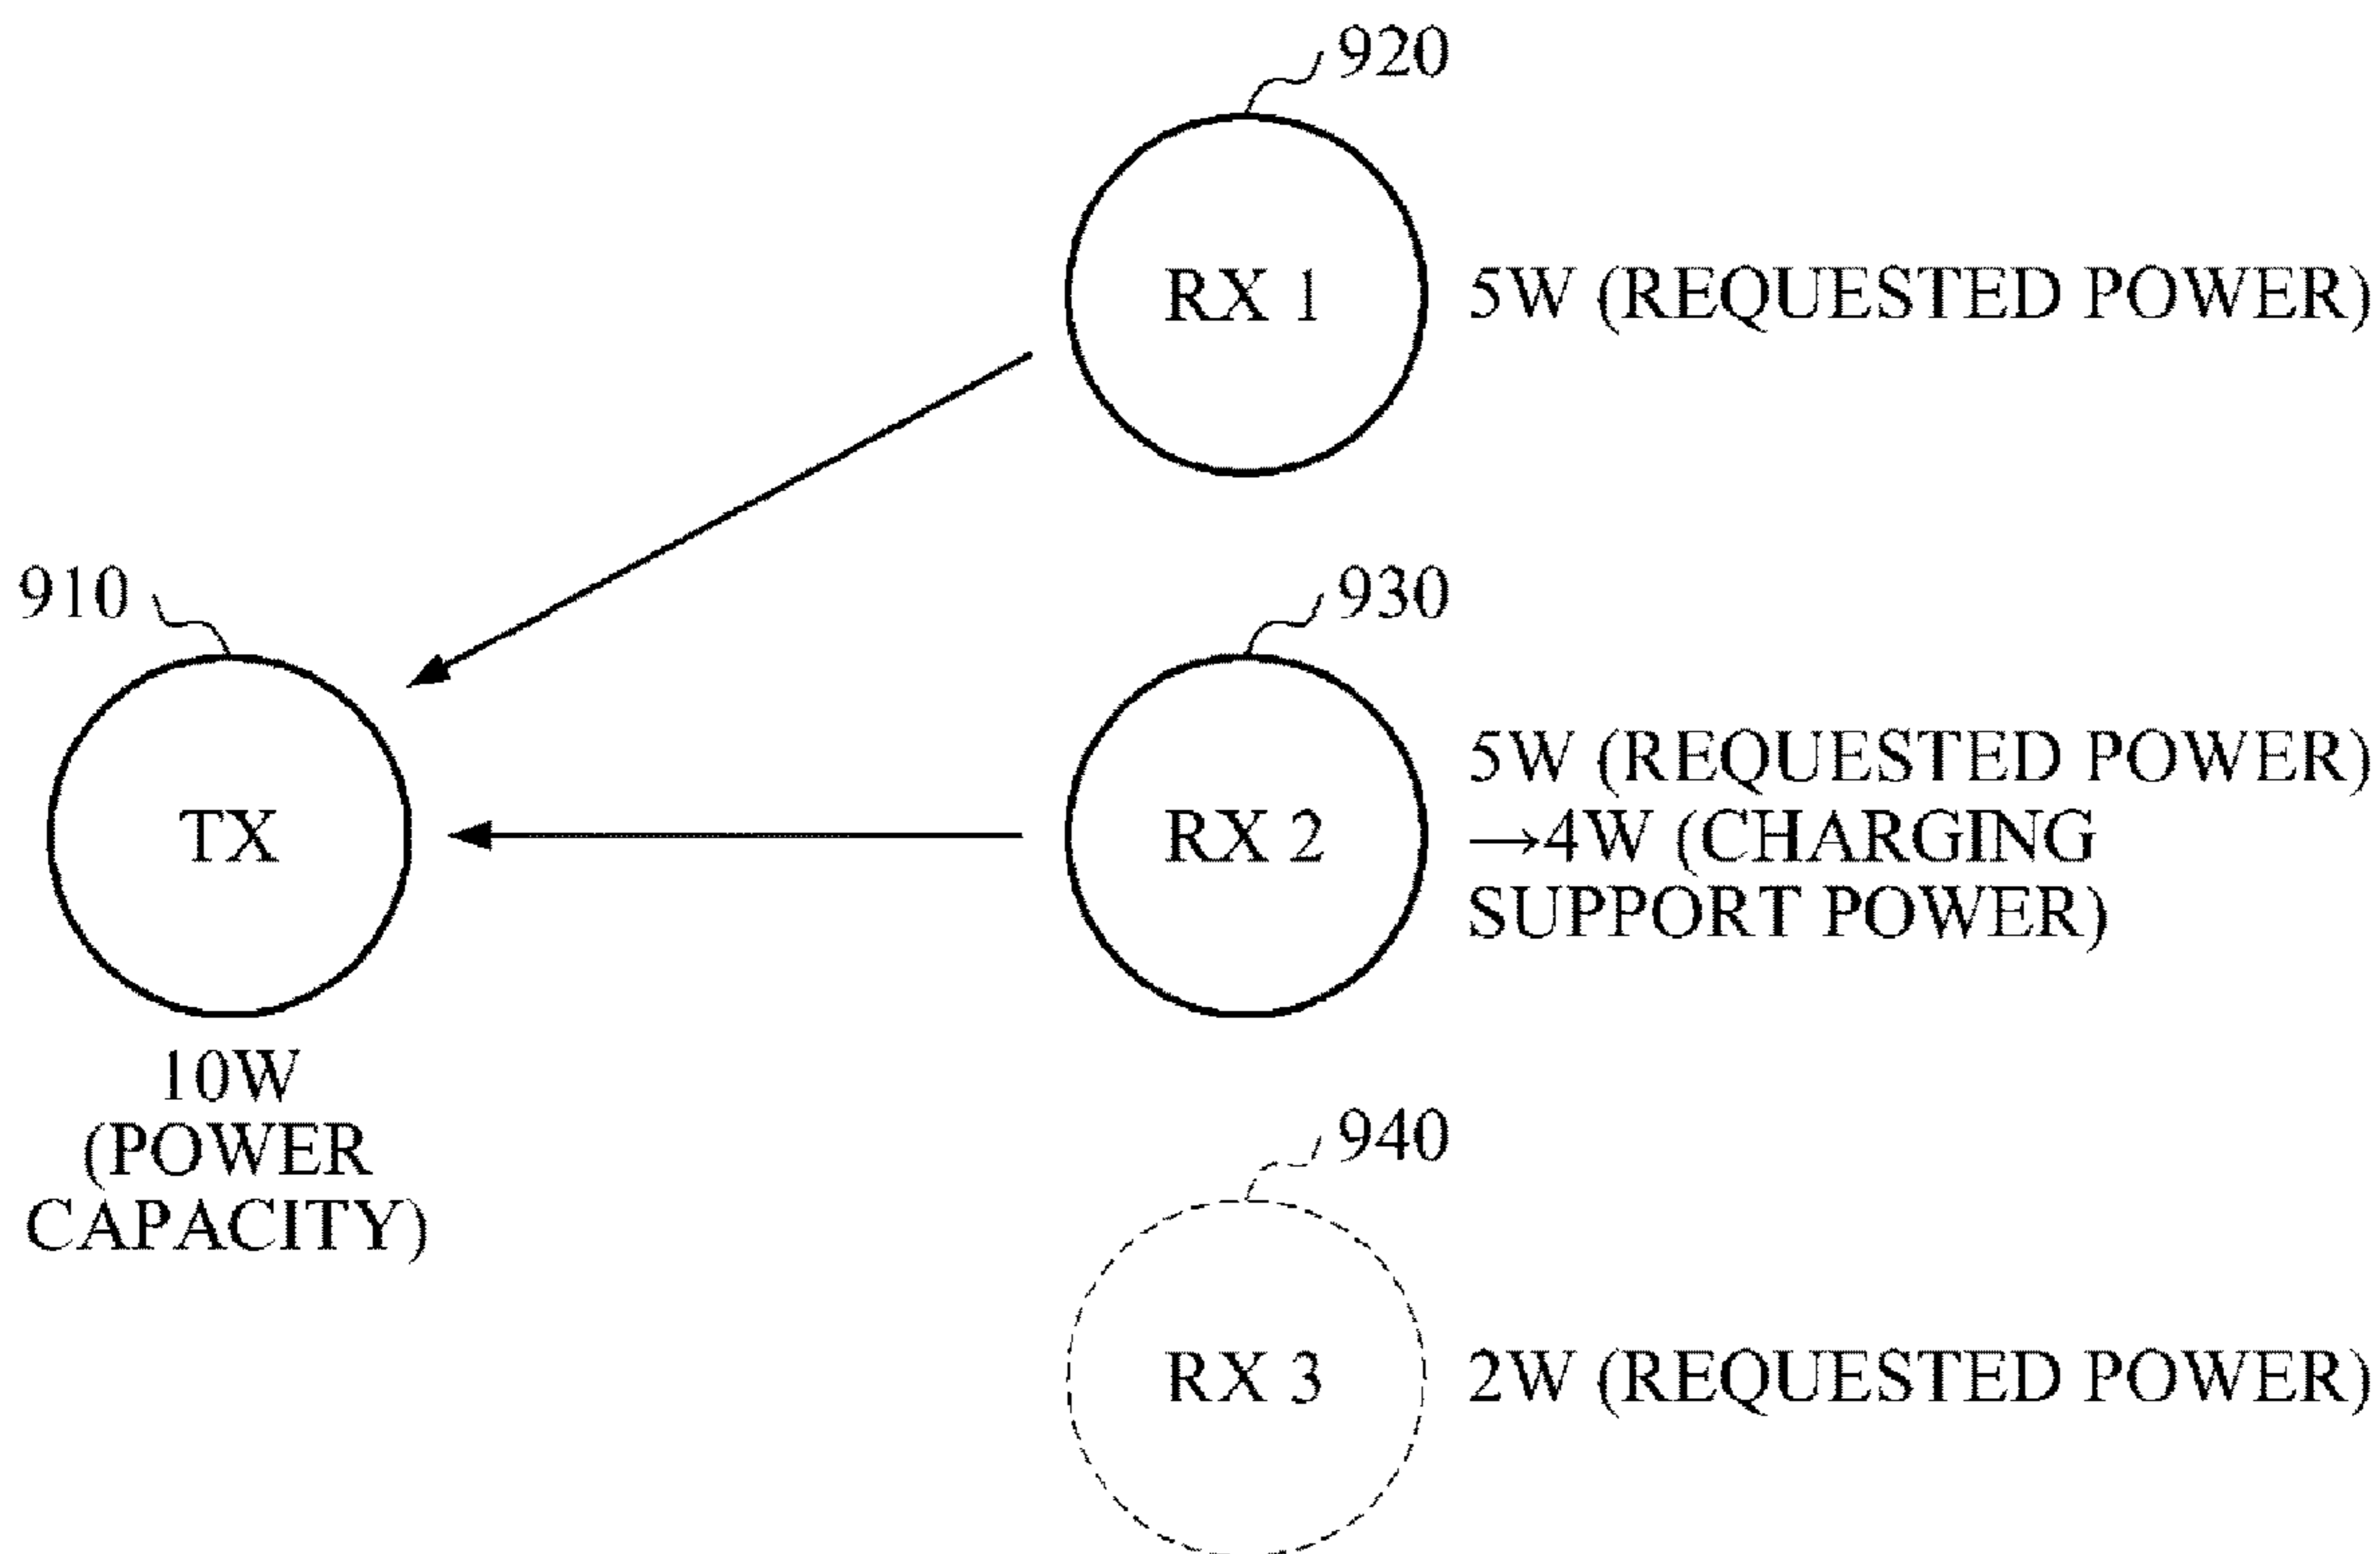 920
RX 1
5W (REQUESTED POWER)
910
930
TX
RX 2
5W (REQUESTED POWER)
→4W (CHARGING
SUPPORT POWER)
10W
(POWER
CAPACITY)
940
RX 3
2W (REQUESTED POWER)